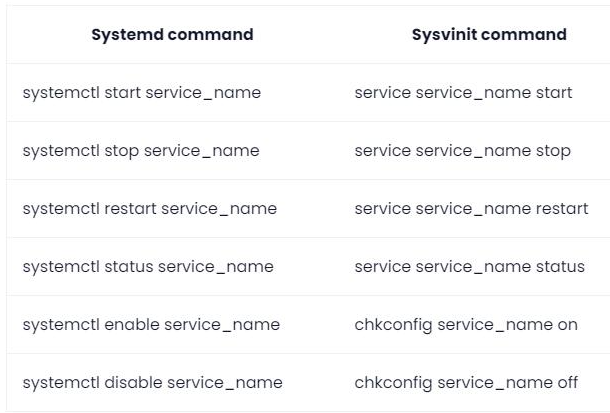 Systemd command Sysvinit command
systemctl start service_name service service_name start
systemctl stop service_name service service_name stop
systemctl restart service_name service service_name restart
systemctl status service_name service service_name status
systemctl enable service_name chkconfig service_name on
systemctl disable service_name chkconfig service_name off